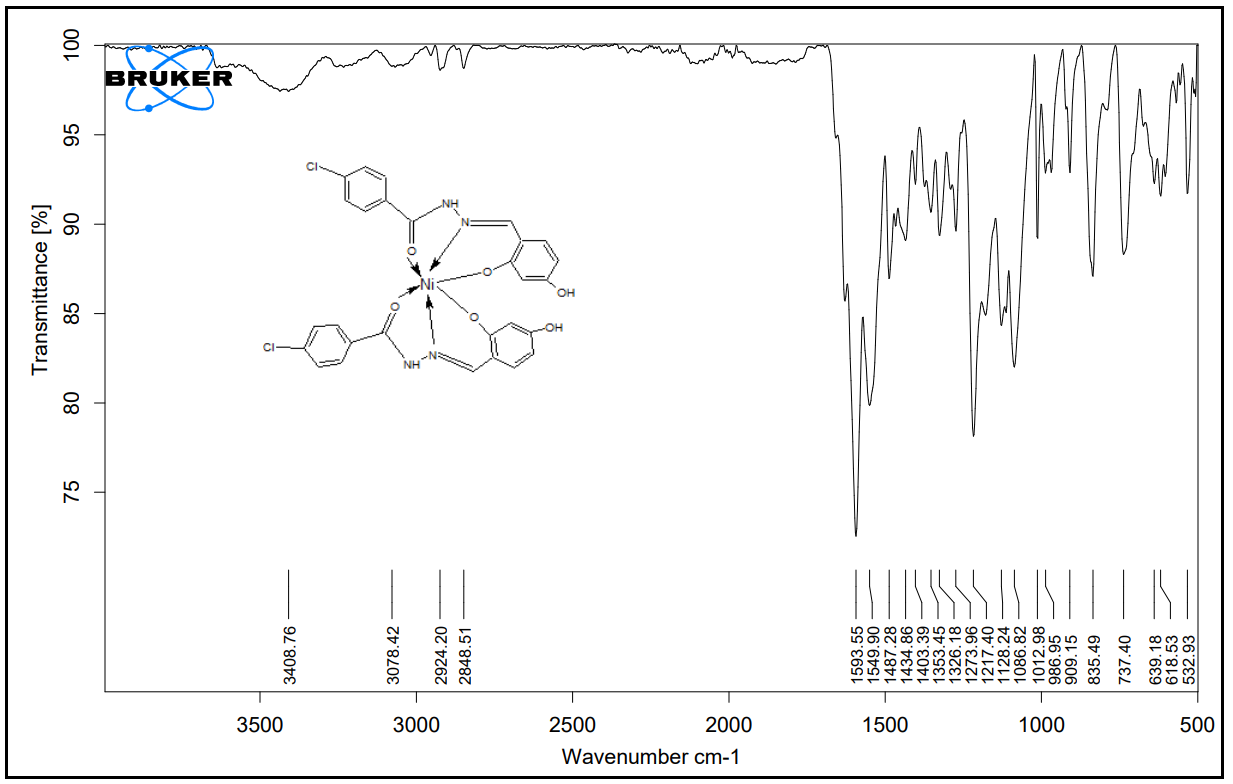 100
95
90
85
80
75
Transmittance [%]
BRUKER
Cl
NH
N
O
O
OH
Ni
O
O
OH
Cl
NH
N
3408.76
3078.42
2924.20
2848.51
1593.55
1549.90
1487.28
1434.86
1403.39
1353.45
1326.18
1273.96
1217.40
1128.24
1086.82
1012.98
986.95
909.15
835.49
737.40
639.18
618.53
532.93
3500
3000
2500
2000
1500
1000
500
Wavenumber cm-1